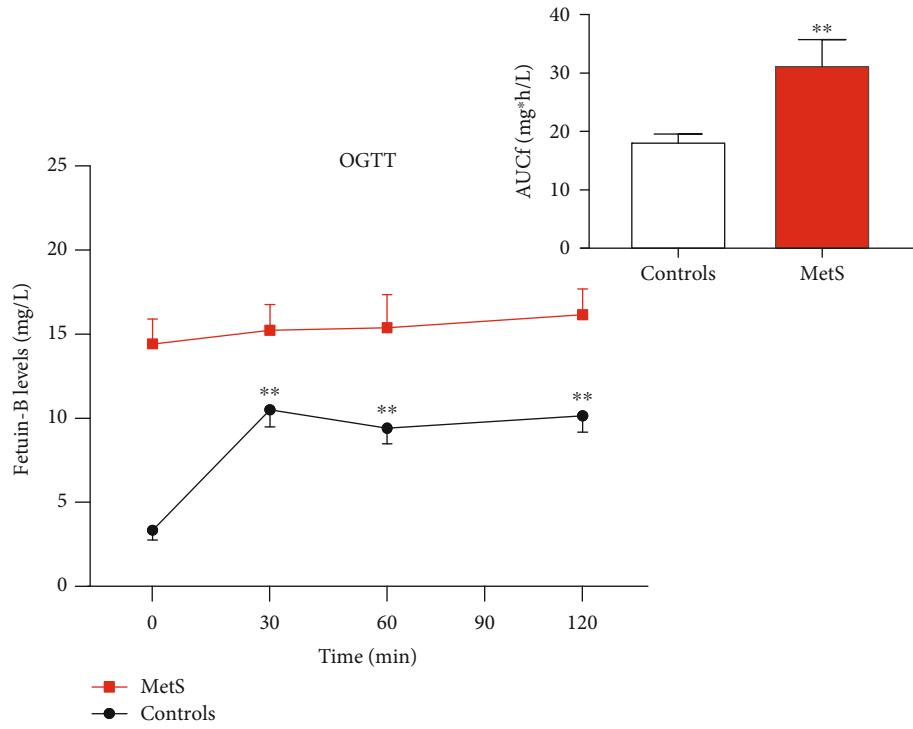 40
**
30
20
10
0
AUCf (mg*h/L)
Controls MetS
OGTT
25
20
15
10
5
0
Fetuin-B levels (mg/L)
** ** **
0 30 60 90 120
Time (min)
MetS
Controls